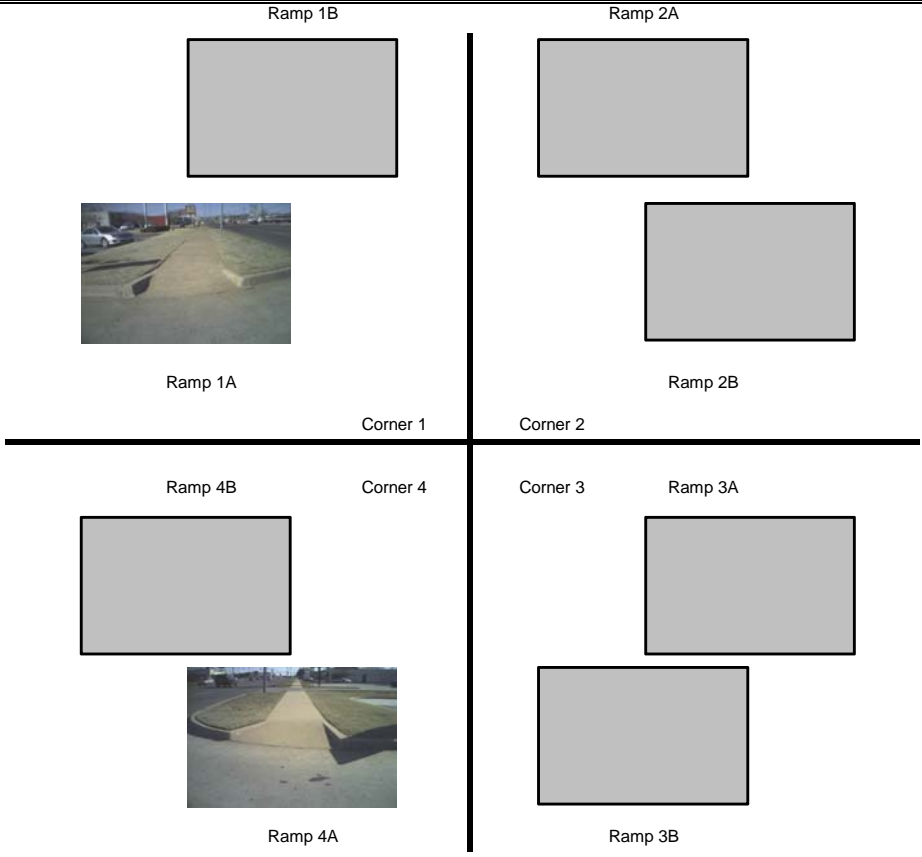 Ramp 1B Ramp 2A
Ramp 1A Ramp 2B
Corner 1 Corner 2
Ramp 4B Corner 4 Corner 3 Ramp 3A
Ramp 4A Ramp 3B